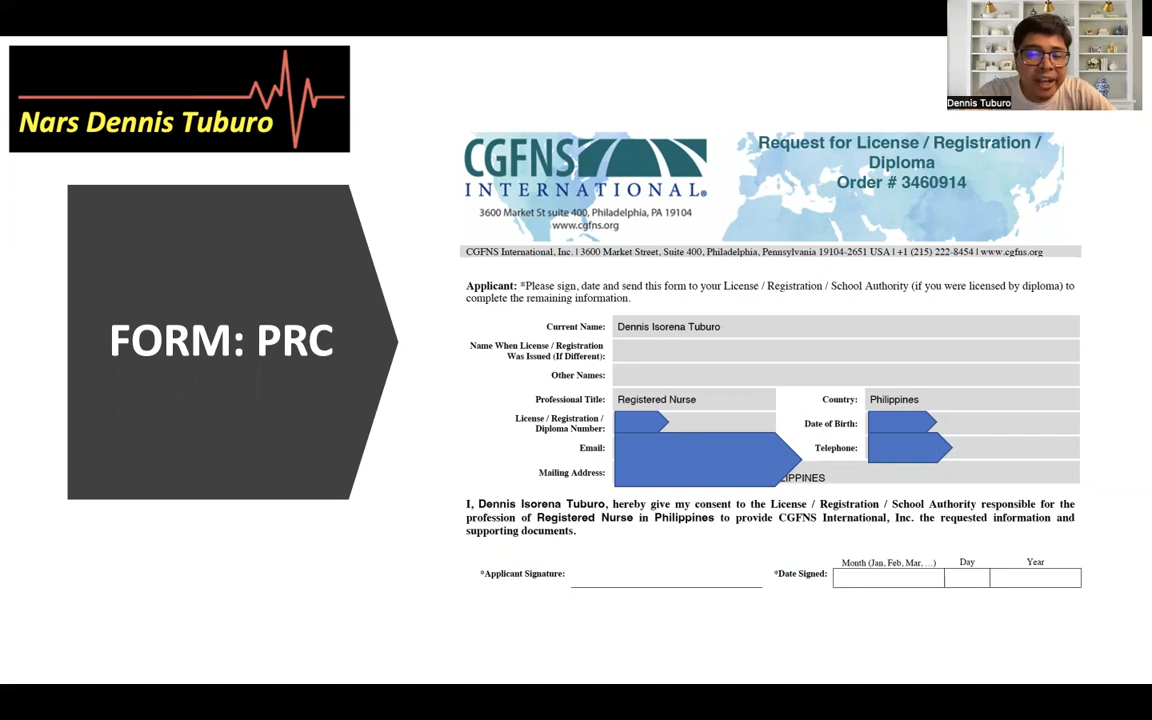 Nars Dennis Tuburo
Dennis Tuburo
FORM: PRC
CGFNS
INTERNATIONAL®
3600 Market St suite 400, Philadelphia, PA 19104
www.cgfns.org
Request for License / Registration /
Diploma
Order # 3460914
CGFNS International, Inc. | 3600 Market Street, Suite 400, Philadelphia, Pennsylvania 19104-2651 USA | +1 (215) 222-8454 | www.cgfns.org
Applicant: *Please sign, date and send this form to your License / Registration / School Authority (if you were licensed by diploma) to
complete the remaining information.
Current Name: Dennis Isorena Tuburo
Name When License / Registration
Was Issued (If Different):
Other Names:
Professional Title: Registered Nurse Country: Philippines
License / Registration /
Diploma Number: Date of Birth:
Email: Telephone:
Mailing Address: LIPPINES
I, Dennis Isorena Tuburo, hereby give my consent to the License / Registration / School Authority responsible for the
profession of Registered Nurse in Philippines to provide CGFNS International, Inc. the requested information and
supporting documents.
Month (Jan, Feb, Mar, ...) Day Year
*Applicant Signature: *Date Signed: